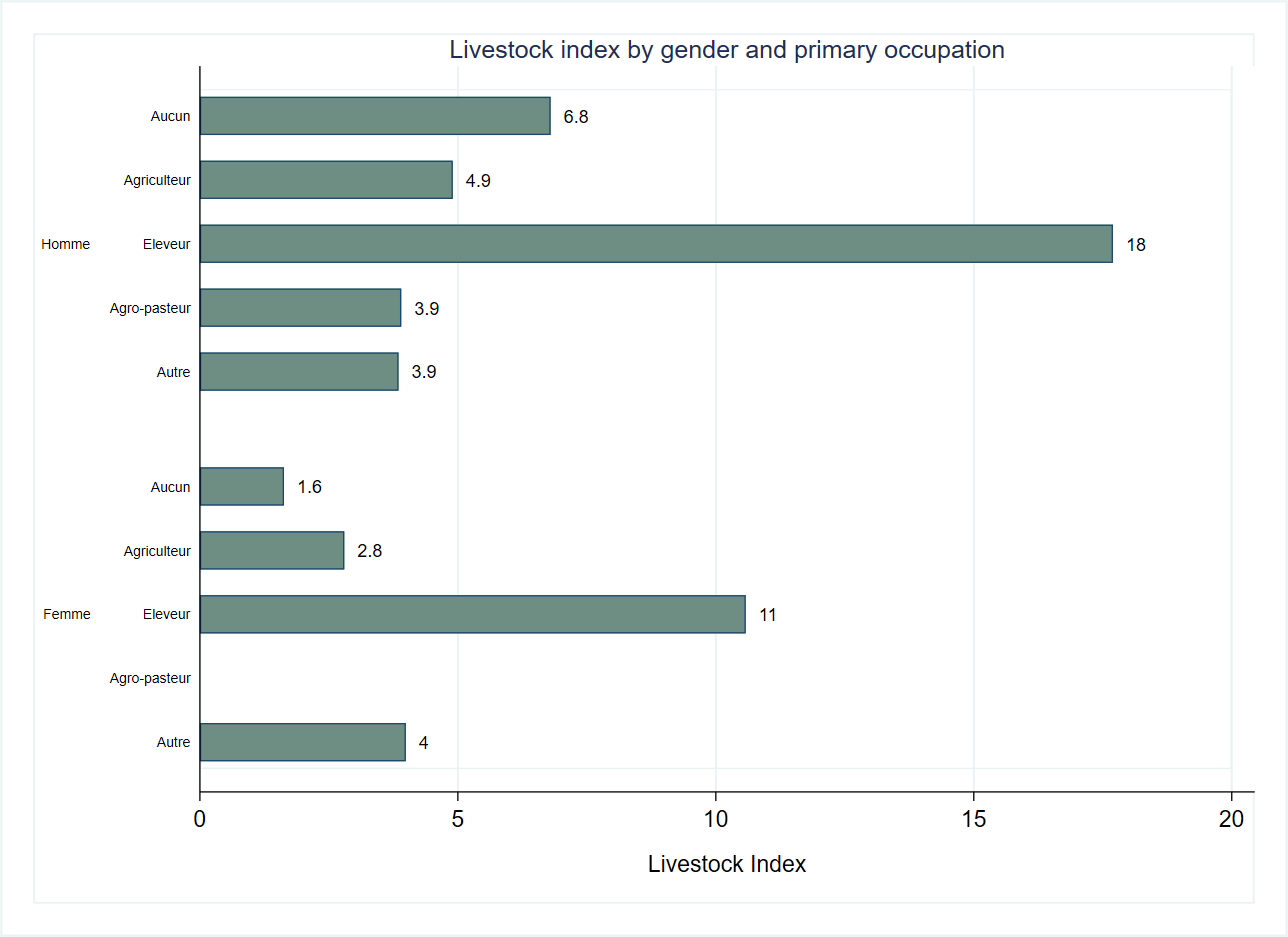 Livestock index by gender and primary occupation
Aucun 6.8
Agriculteur 4.9
Homme Eleveur 18
Agro-pasteur 3.9
Autre 3.9
Aucun 1.6
Agriculteur 2.8
Femme Eleveur 11
Agro-pasteur
Autre 4
0 5 10 15 20
Livestock Index